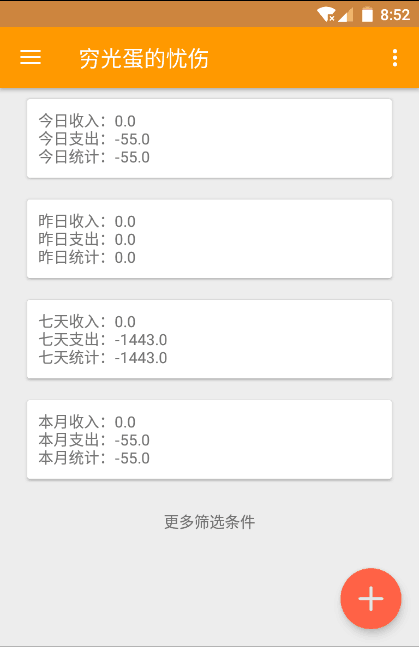 8:52
穷光蛋的忧伤
今日收入：0.0
今日支出：-55.0
今日统计：-55.0
昨日收入：0.0
昨日支出：0.0
昨日统计：0.0
七天收入：0.0
七天支出：-1443.0
七天统计：-1443.0
本月收入：0.0
本月支出：-55.0
本月统计：-55.0
更多筛选条件